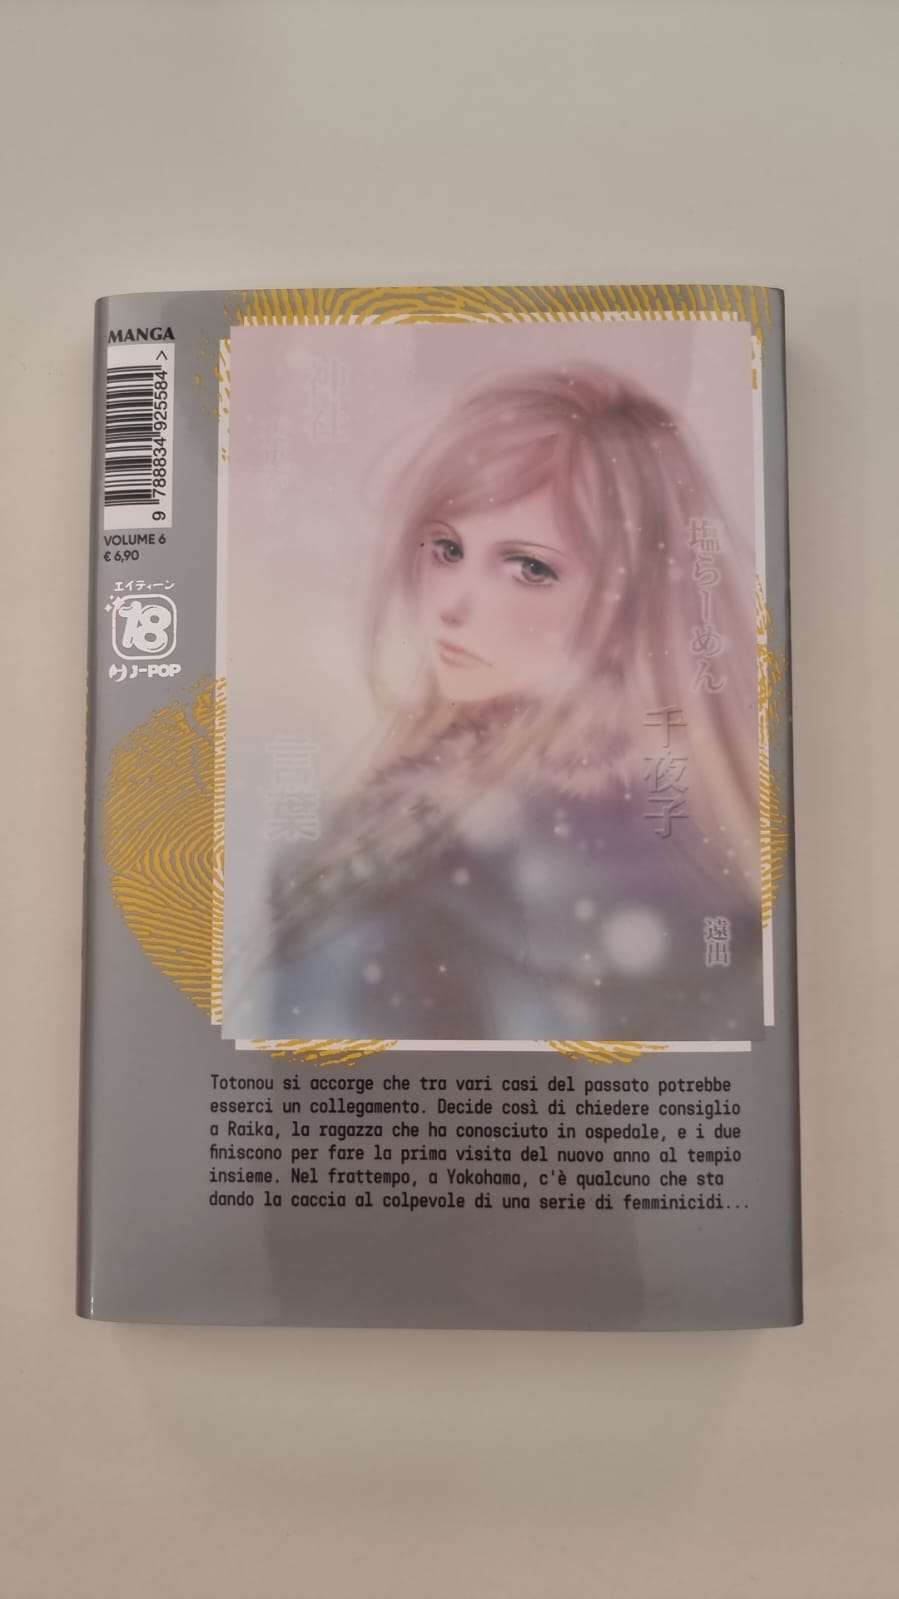 MANGA
9 788834 925584 >
VOLUME 6
€ 6,90
エイティーン
18
J-POP
神社
言葉
塩らーめん
千夜子
遠出
Totonou si accorge che tra vari casi del passato potrebbe
esserci un collegamento. Decide così di chiedere consiglio
a Raika, la ragazza che ha conosciuto in ospedale, e i due
finiscono per fare la prima visita del nuovo anno al tempio
insieme. Nel frattempo, a Yokohama, c'è qualcuno che sta
dando la caccia al colpevole di una serie di femminicidi...